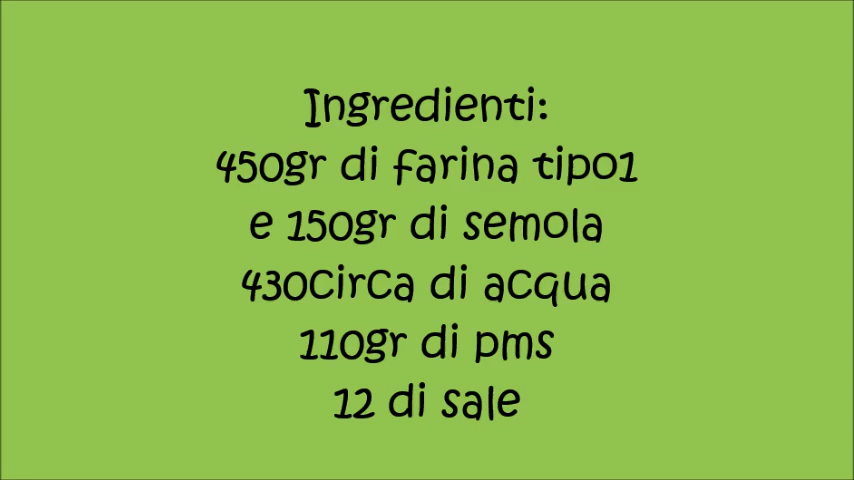 Ingredienti:
450gr di farina tipo1
e 150gr di semola
430circa di acqua
110gr di pms
12 di sale